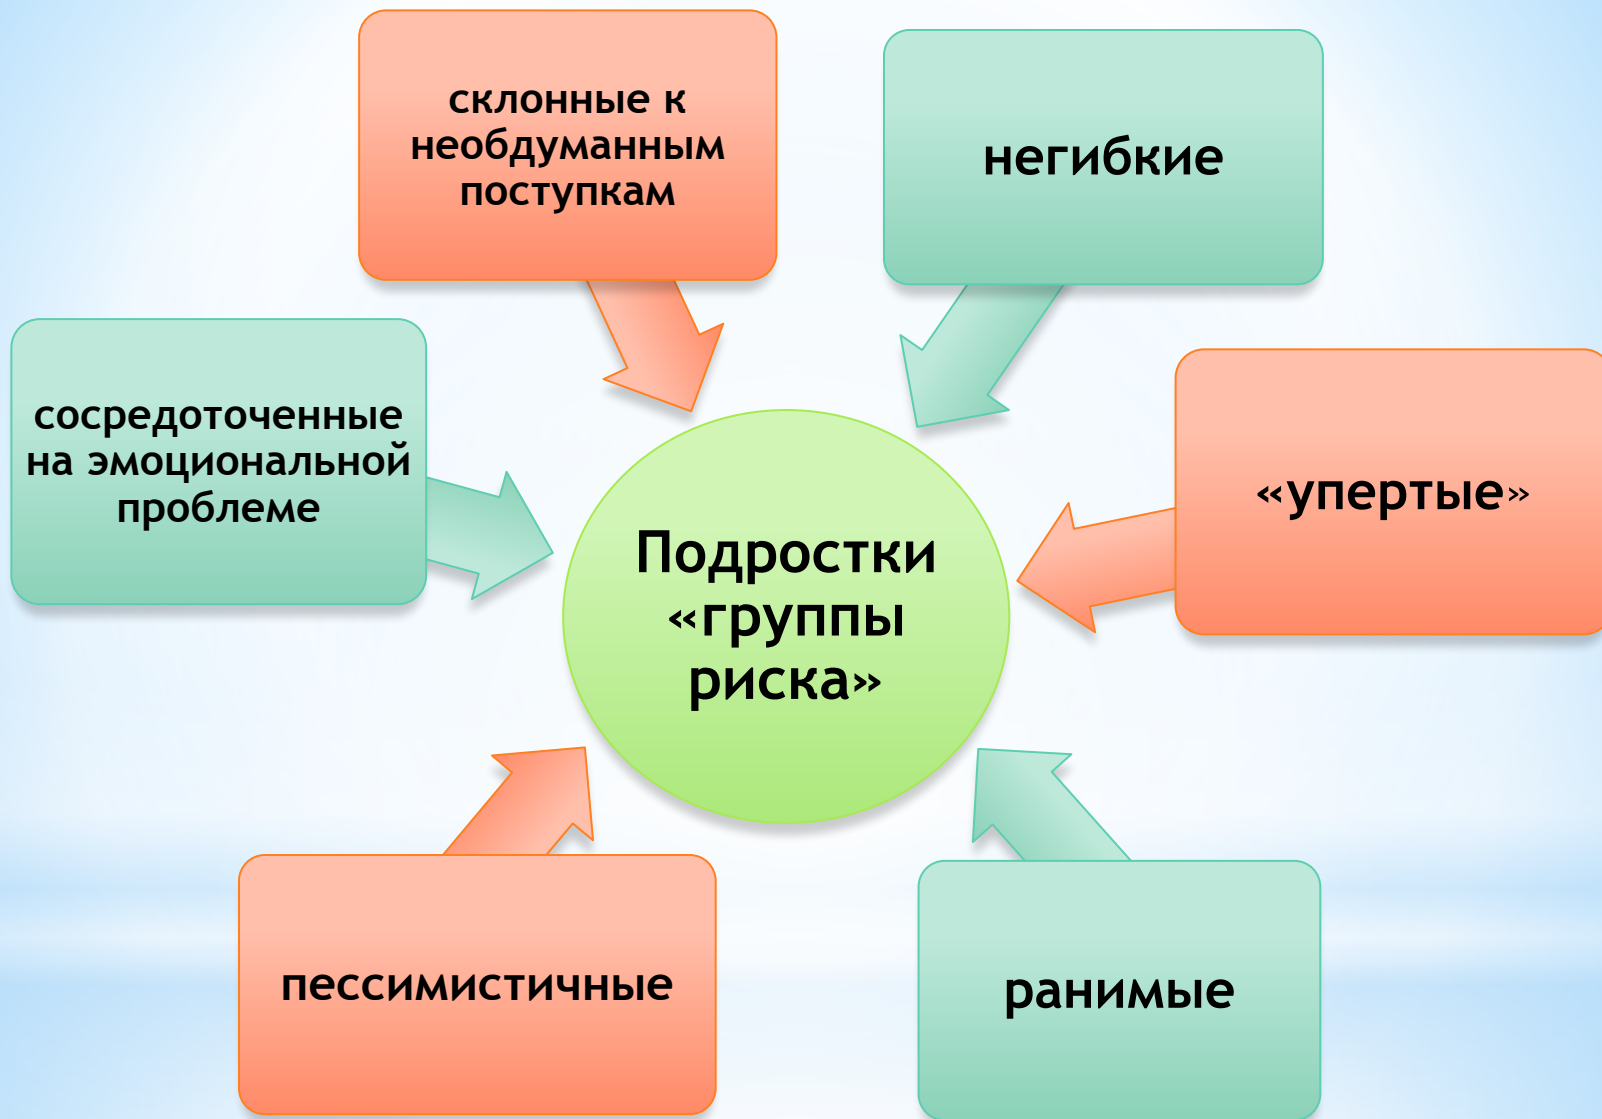 склонные к
необдуманным
поступкам
негибкие
сосредоточенные
на эмоциональной
проблеме
«упертые»
Подростки
«группы
риска»
пессимистичные
ранимые